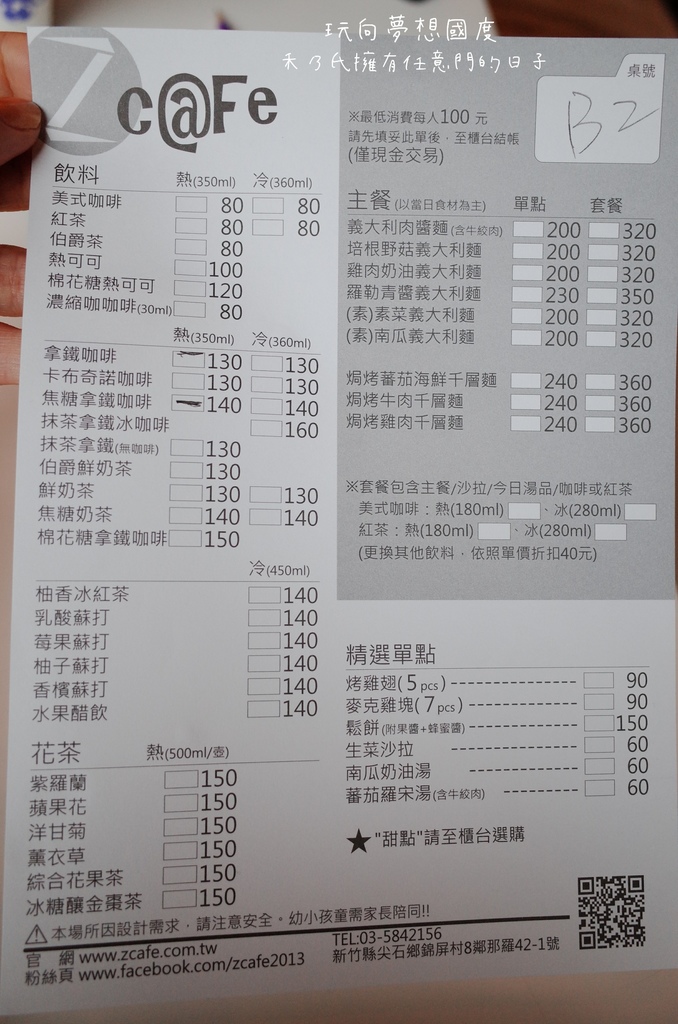 玩向夢想國度
禾乃氏擁有任意門的日子
Z c@Fe
桌號
B2
※最低消費每人100 元
請先填妥此單後，至櫃台結帳
(僅現金交易)
飲料 熱(350ml) 冷(360ml)
美式咖啡 80 80
紅茶 80 80
伯爵茶 80
熱可可 100
棉花糖熱可可 120
濃縮咖咖啡(30ml) 80
熱(350ml) 冷(360ml)
拿鐵咖啡 130 130
卡布奇諾咖啡 130 130
焦糖拿鐵咖啡 140 140
抹茶拿鐵冰咖啡 160
抹茶拿鐵(無咖啡) 130
伯爵鮮奶茶 130
鮮奶茶 130 130
焦糖奶茶 140 140
棉花糖拿鐵咖啡 150
冷(450ml)
柚香冰紅茶 140
乳酸蘇打 140
莓果蘇打 140
柚子蘇打 140
香檳蘇打 140
水果醋飲 140
花茶 熱(500ml/壺)
紫羅蘭 150
蘋果花 150
洋甘菊 150
薰衣草 150
綜合花果茶 150
冰糖釀金棗茶 150
主餐 (以當日食材為主) 單點 套餐
義大利肉醬麵(含牛絞肉) 200 320
培根野菇義大利麵 200 320
雞肉奶油義大利麵 200 320
羅勒青醬義大利麵 230 350
(素)素菜義大利麵 200 320
(素)南瓜義大利麵 200 320
焗烤蕃茄海鮮千層麵 240 360
焗烤牛肉千層麵 240 360
焗烤雞肉千層麵 240 360
※套餐包含主餐/沙拉/今日湯品/咖啡或紅茶
美式咖啡：熱(180ml) 、冰(280ml)
紅茶：熱(180ml) 、冰(280ml)
(更換其他飲料，依照單價折扣40元)
精選單點
烤雞翅(5pcs) ---------------- 90
麥克雞塊(7pcs) ---------------- 90
鬆餅(附果醬+蜂蜜醬) -------------- 150
生菜沙拉 ---------------- 60
南瓜奶油湯 -------------- 60
蕃茄羅宋湯(含牛絞肉) ----------- 60
★"甜點"請至櫃台選購
⚠本場所因設計需求，請注意安全。幼小孩童需家長陪同!!
官 網 www.zcafe.com.tw
粉絲頁 www.facebook.com/zcafe2013
TEL:03-5842156
新竹縣尖石鄉錦屏村8鄰那羅42-1號